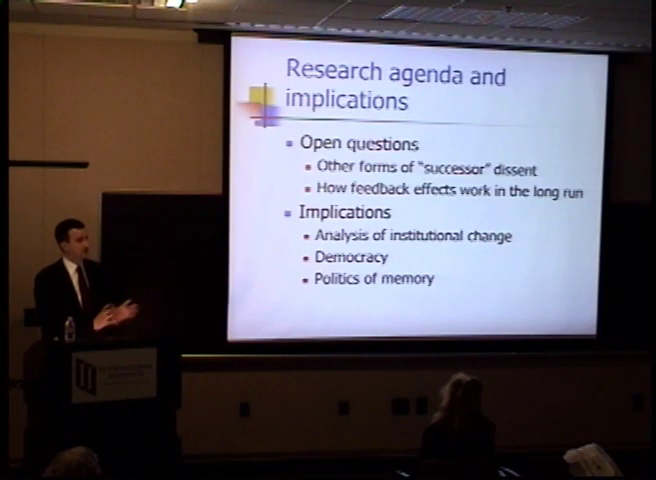 Research agenda and
implications
Open questions
Other forms of "successor" dissent
How feedback effects work in the long run
Implications
Analysis of institutional change
Democracy
Politics of memory